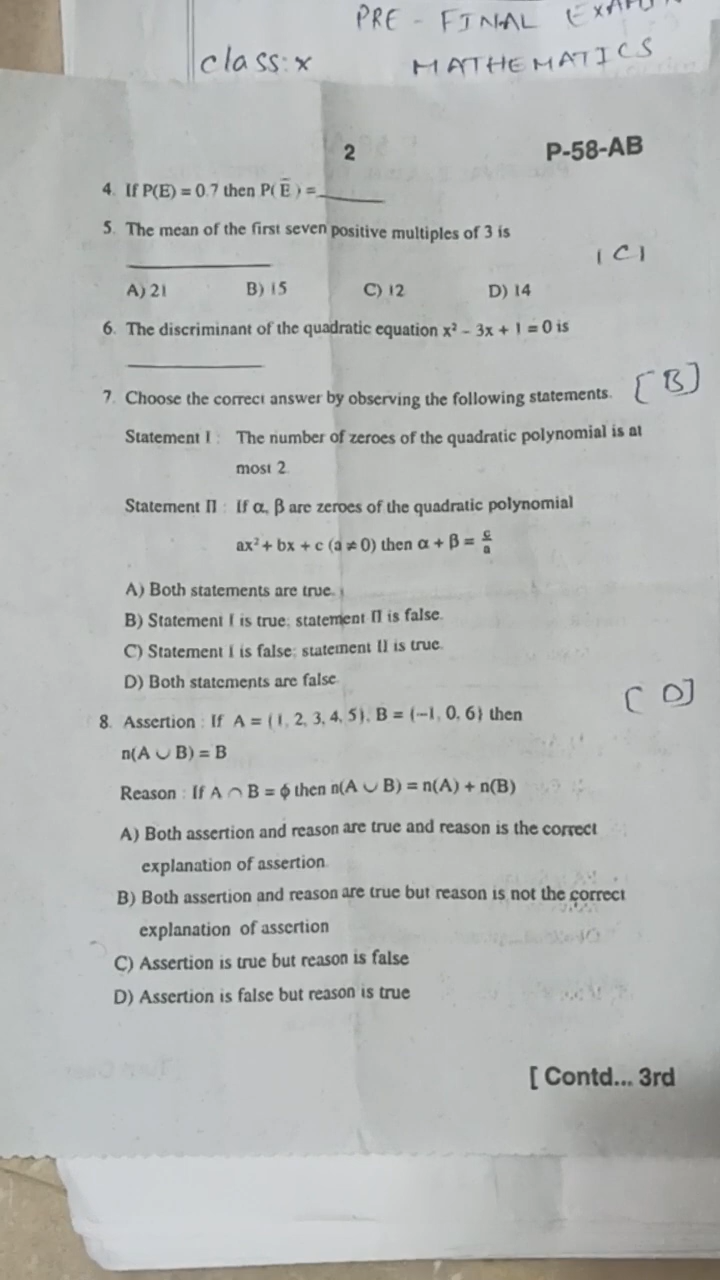 PRE - FINAL EXAM
class: x MATHEMATICS
2 P-58-AB
4. If P(E) = 0.7 then P( E̅ ) = ______
5. The mean of the first seven positive multiples of 3 is
______ [C]
A) 21 B) 15 C) 12 D) 14
6. The discriminant of the quadratic equation x² - 3x + 1 = 0 is
______
7. Choose the correct answer by observing the following statements. [B]
Statement I : The number of zeroes of the quadratic polynomial is at
most 2.
Statement II : If α, β are zeroes of the quadratic polynomial
ax² + bx + c (a ≠ 0) then α + β = c/a
A) Both statements are true.
B) Statement I is true; statement II is false.
C) Statement I is false; statement II is true.
D) Both statements are false
[D]
8. Assertion : If A = {1, 2, 3, 4, 5}, B = {-1, 0, 6} then
n(A ∪ B) = B
Reason : If A ∩ B = ϕ then n(A ∪ B) = n(A) + n(B)
A) Both assertion and reason are true and reason is the correct
explanation of assertion
B) Both assertion and reason are true but reason is not the correct
explanation of assertion
C) Assertion is true but reason is false
D) Assertion is false but reason is true
[ Contd... 3rd